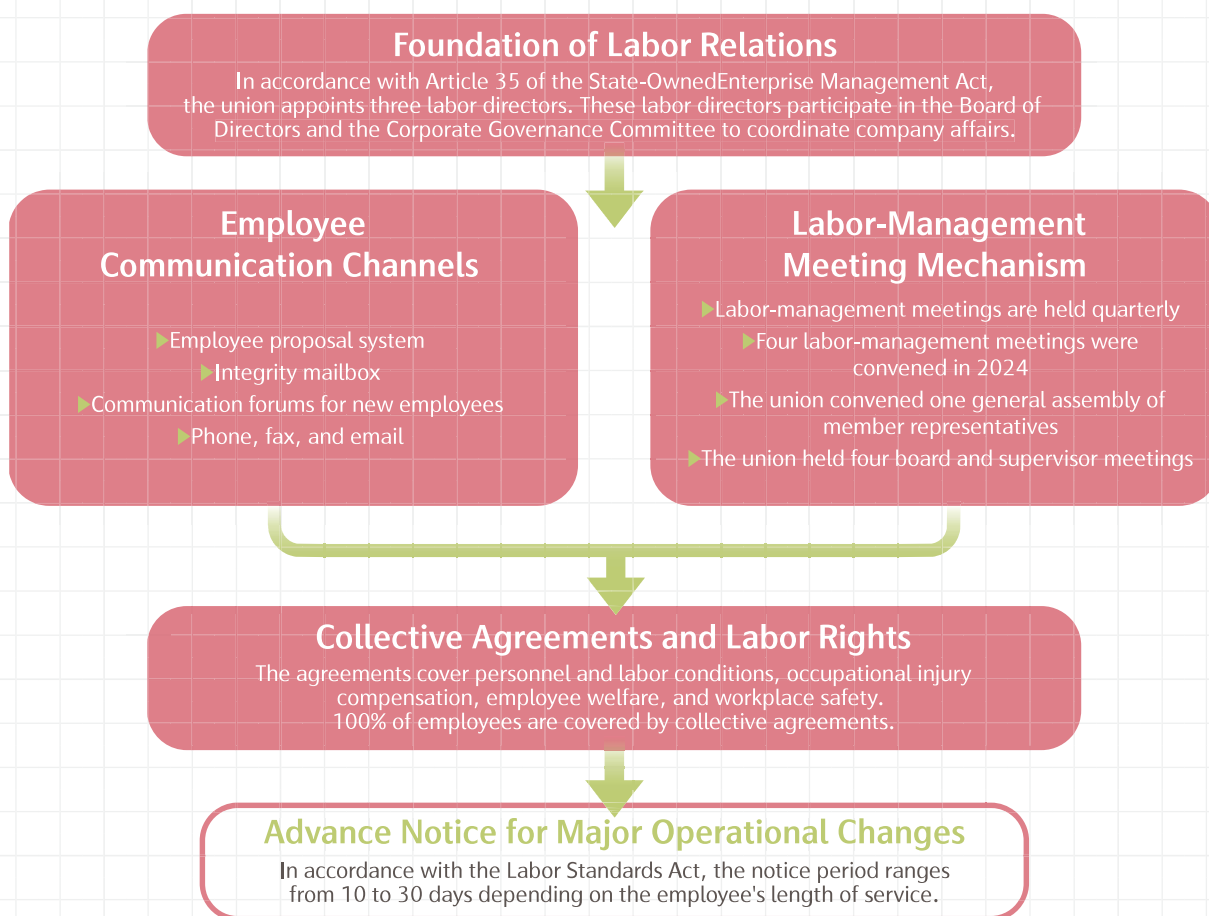 Foundation of Labor Relations
In accordance with Article 35 of the State-OwnedEnterprise Management Act,
the union appoints three labor directors. These labor directors participate in the Board of
Directors and the Corporate Governance Committee to coordinate company affairs.
Employee
Communication Channels
▶Employee proposal system
▶Integrity mailbox
▶Communication forums for new employees
▶Phone, fax, and email
Labor-Management
Meeting Mechanism
▶Labor-management meetings are held quarterly
▶Four labor-management meetings were
convened in 2024
▶The union convened one general assembly of
member representatives
▶The union held four board and supervisor meetings
Collective Agreements and Labor Rights
The agreements cover personnel and labor conditions, occupational injury
compensation, employee welfare, and workplace safety.
100% of employees are covered by collective agreements.
Advance Notice for Major Operational Changes
In accordance with the Labor Standards Act, the notice period ranges
from 10 to 30 days depending on the employee's length of service.